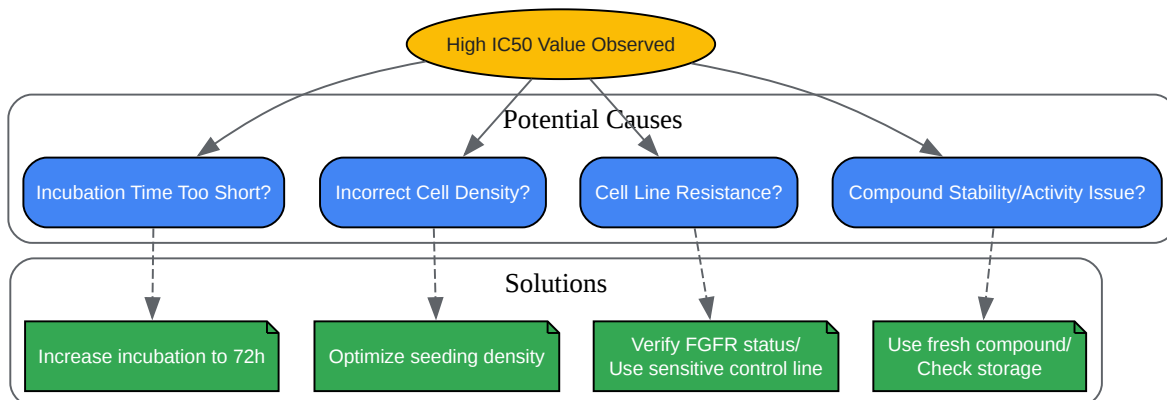 High IC50 Value Observed
Potential Causes
Incubation Time Too Short?
Incorrect Cell Density?
Cell Line Resistance?
Compound Stability/Activity Issue?
Solutions
Increase incubation to 72h
Optimize seeding density
Verify FGFR status/
Use sensitive control line
Use fresh compound/
Check storage